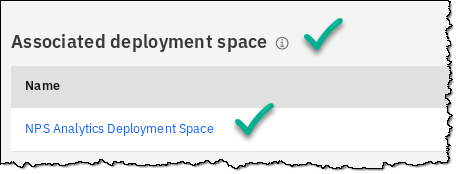 Associated deployment space
Name
NPS Analytics Deployment Space